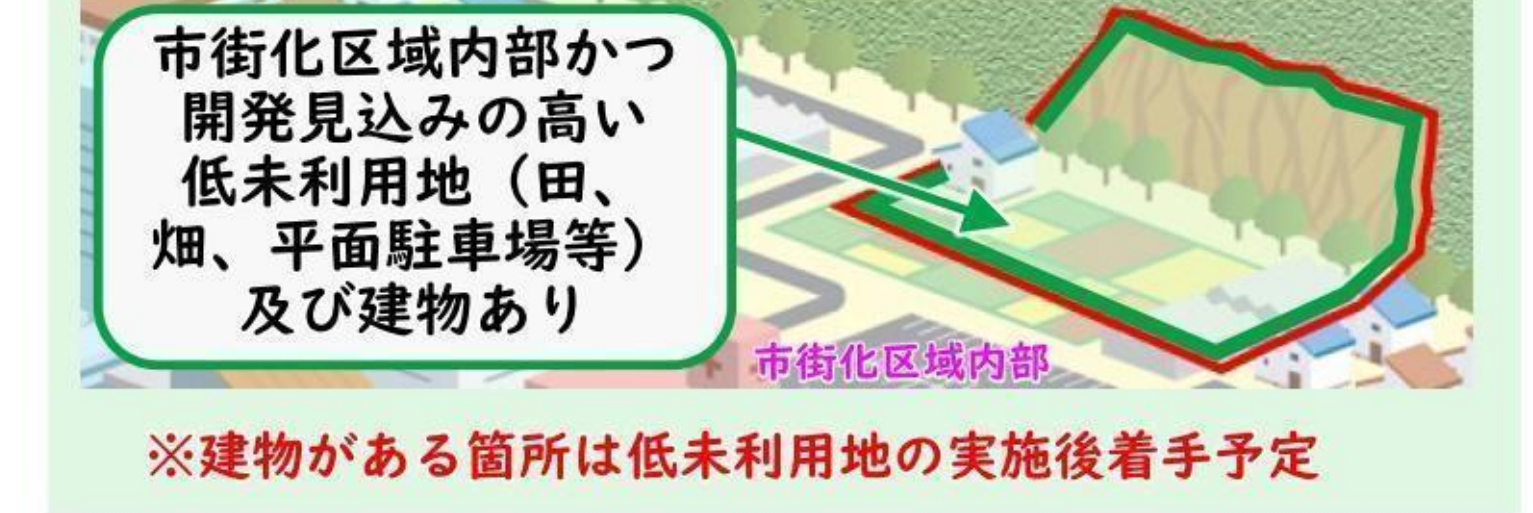 市街化区域内部かつ
開発見込みの高い
低未利用地（田、
畑、平面駐車場等）
及び建物あり
市街化区域内部
※建物がある箇所は低未利用地の実施後着手予定